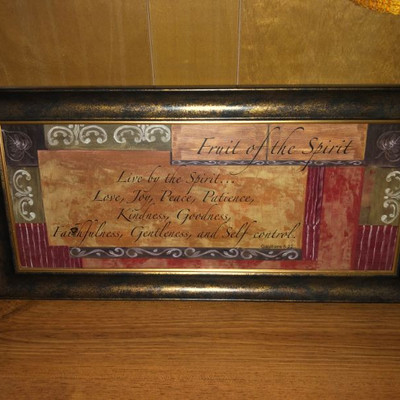 Fruit of the Spirit
Live by the Spirit...
Love, Joy, Peace, Patience,
Kindness, Goodness,
Faithfulness, Gentleness, and Self-control.